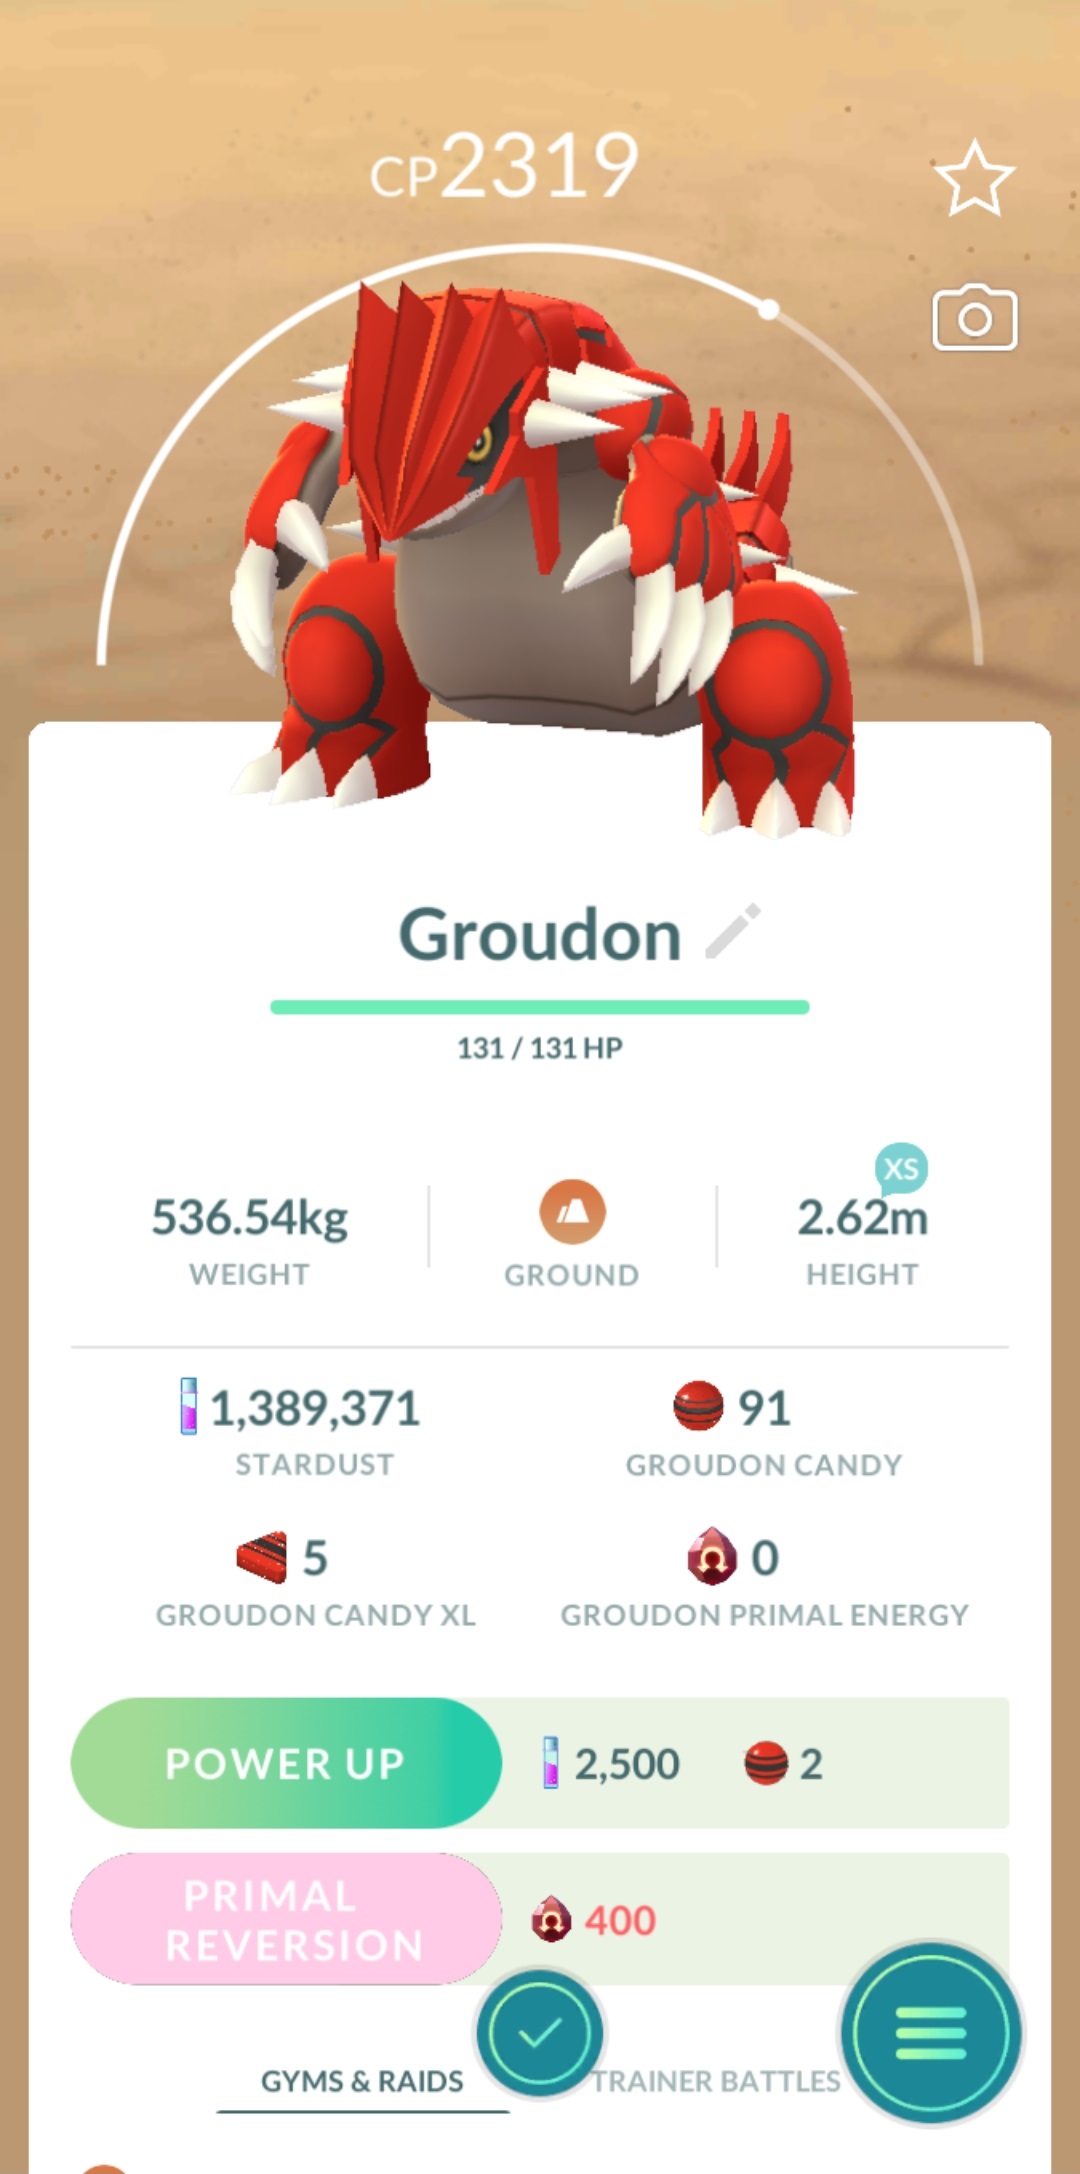 CP2319
Groudon
131 / 131 HP
XS
536.54kg
2.62m
WEIGHT
GROUND
HEIGHT
1,389,371
91
STARDUST
GROUDON CANDY
5
0
GROUDON CANDY XL
GROUDON PRIMAL ENERGY
POWER UP
2,500
2
PRIMAL
REVERSION
400
GYMS & RAIDS
TRAINER BATTLES